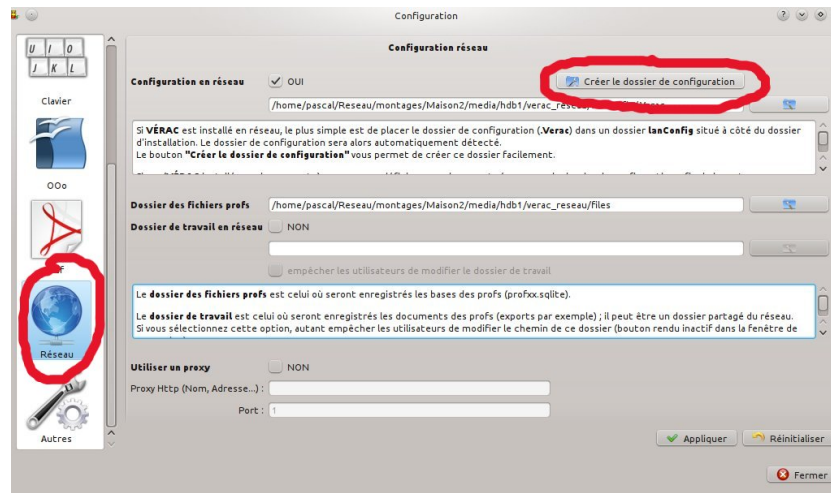 Configuration
U I O
J K L
Clavier
OOo
Réseau
Autres
Configuration réseau
Configuration en réseau
OUI
Créer le dossier de configuration
Si VÉRAC est installé en réseau, le plus simple est de placer le dossier de configuration (.Verac) dans un dossier lanConfig situé à côté du dossier
d'installation. Le dossier de configuration sera alors automatiquement détecté.
Le bouton "Créer le dossier de configuration" vous permet de créer ce dossier facilement.
Dossier des fichiers profs
/home/pascal/Reseau/montages/Maison2/media/hdb1/verac_reseau/files
Dossier de travail en réseau
NON
empêcher les utilisateurs de modifier le dossier de travail
Le dossier des fichiers profs est celui où seront enregistrés les bases des profs (profxx.sqlite).
Le dossier de travail est celui où seront enregistrés les documents des profs (exports par exemple) ; il peut être un dossier partagé du réseau.
Si vous sélectionnez cette option, autant empêcher les utilisateurs de modifier le chemin de ce dossier (bouton rendu inactif dans la fenêtre de
Utiliser un proxy
NON
Proxy Http (Nom, Adresse...) :
Port :
1
Appliquer
Réinitialiser
Fermer